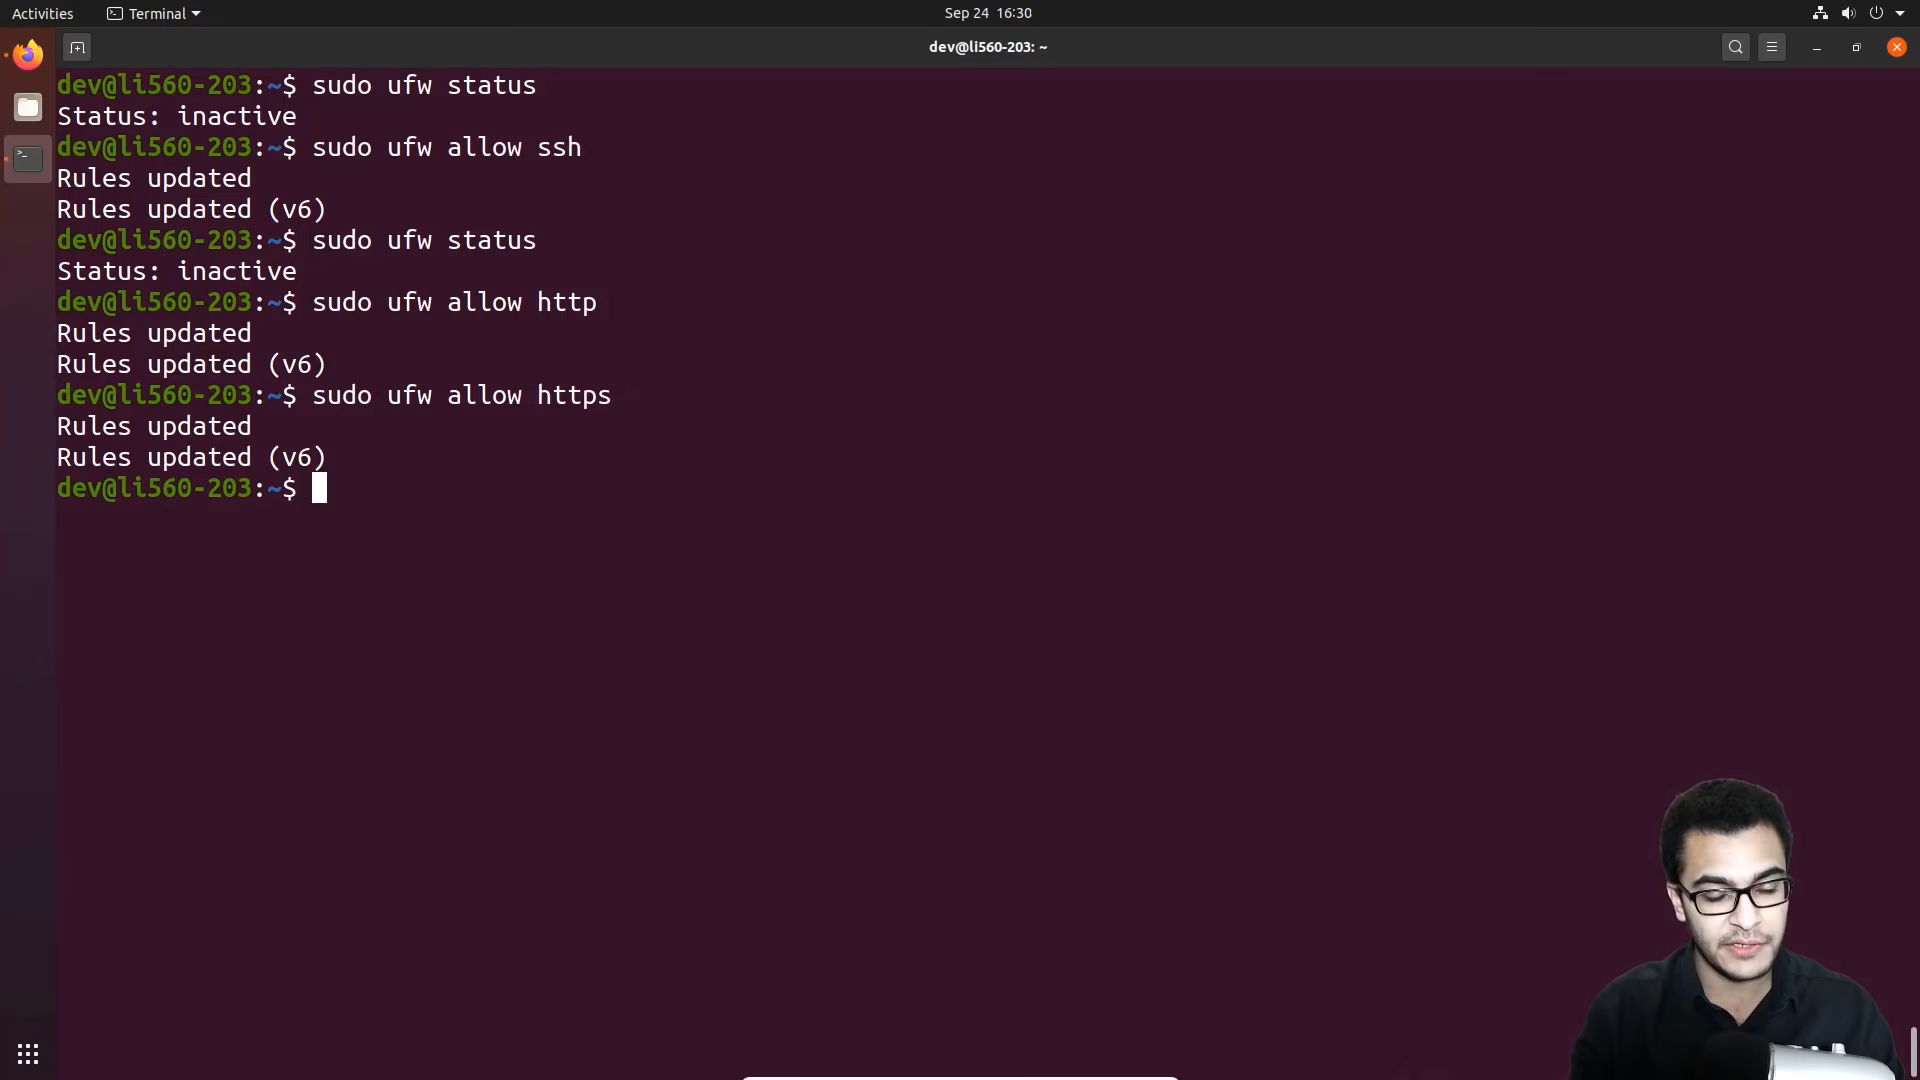 Activities
Terminal
Sep 24 16:30
dev@li560-203: ~
dev@li560-203:~$ sudo ufw status
Status: inactive
dev@li560-203:~$ sudo ufw allow ssh
Rules updated
Rules updated (v6)
dev@li560-203:~$ sudo ufw status
Status: inactive
dev@li560-203:~$ sudo ufw allow http
Rules updated
Rules updated (v6)
dev@li560-203:~$ sudo ufw allow https
Rules updated
Rules updated (v6)
dev@li560-203:~$